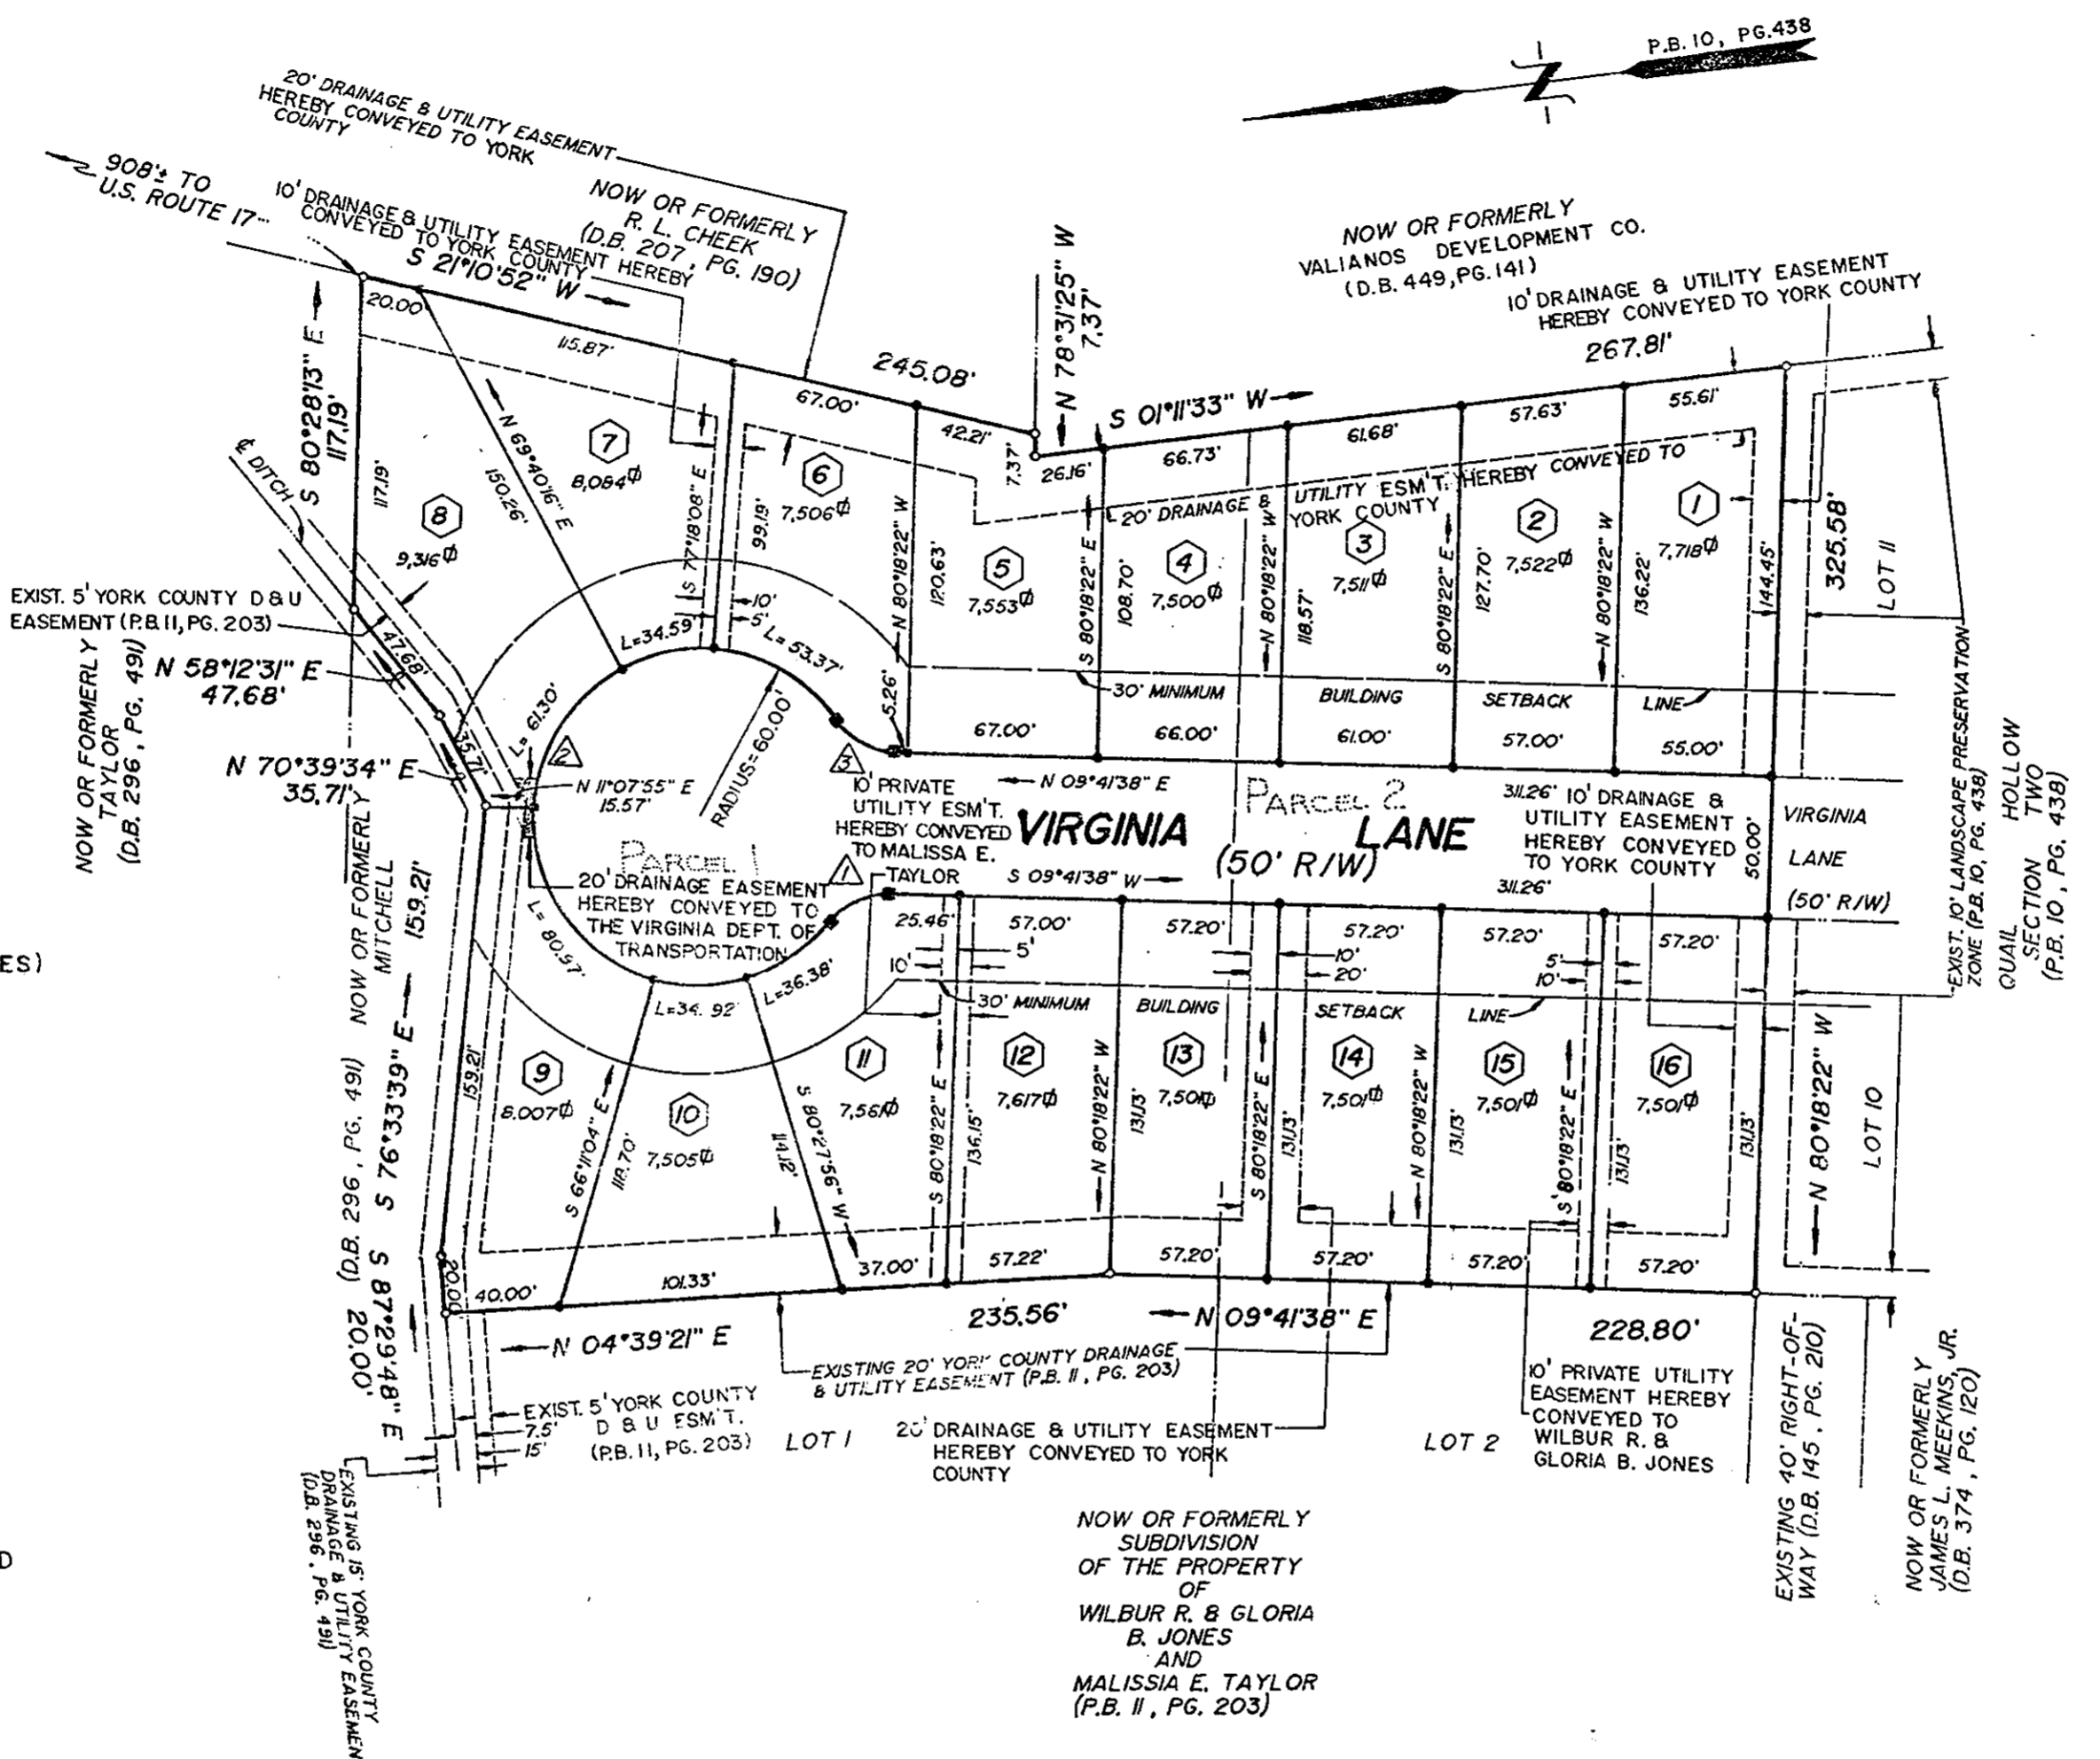 P.B. 10, PG.438
20' DRAINAGE & UTILITY EASEMENT
HEREBY CONVEYED TO YORK
COUNTY
908'± TO
U.S. ROUTE 17
10' DRAINAGE & UTILITY EASEMENT HEREBY
CONVEYED TO YORK COUNTY
NOW OR FORMERLY
R. L. CHEEK
(D.B. 207, PG. 190)
S 21°10'52" W
245.08'
N 78°31'25" W
7.37'
NOW OR FORMERLY
VALIANOS DEVELOPMENT CO.
(D.B. 449, PG. 141)
10' DRAINAGE & UTILITY EASEMENT
HEREBY CONVEYED TO YORK COUNTY
267.81'
S 01°11'33" W
20.00'
115.87'
67.00'
42.21'
7.37'
26.16'
66.73'
61.68'
57.63'
55.61'
S 80°28'13" E
117.19'
117.19'
℄ DITCH
8
9,316⏀
N 69°40'16" E
150.26'
7
8,084⏀
S 77°18'08" E
99.19'
6
7,506⏀
N 80°18'22" W
120.63'
5
7,553⏀
S 80°18'22" E
108.70'
4
7,500⏀
20' DRAINAGE & UTILITY ESM'T. HEREBY CONVEYED TO
YORK COUNTY
N 80°18'22" W
118.57'
3
7,511⏀
S 80°18'22" E
127.70'
2
7,522⏀
N 80°18'22" W
136.22'
1
7,718⏀
144.45'
325.58'
LOT 11
EXIST. 5' YORK COUNTY D & U
EASEMENT (P.B. 11, PG. 203)
NOW OR FORMERLY
TAYLOR
(D.B. 296, PG. 491)
N 58°12'31" E
47.68'
47.68'
N 70°39'34" E
35.71'
35.71'
L=34.59'
10'
5'
L=53.37'
L=61.30'
5.26'
30' MINIMUM BUILDING SETBACK LINE
67.00'
66.00'
61.00'
57.00'
55.00'
2
N 11°07'55" E
15.57'
RADIUS=60.00'
3
10' PRIVATE
UTILITY ESM'T.
HEREBY CONVEYED
TO MALISSA E.
TAYLOR
N 09°41'38" E
311.26'
PARCEL 2
VIRGINIA LANE
(50' R/W)
10' DRAINAGE &
UTILITY EASEMENT
HEREBY CONVEYED
TO YORK COUNTY
50.00'
VIRGINIA
LANE
(50' R/W)
EXIST. 10' LANDSCAPE PRESERVATION
ZONE (P.B. 10, PG. 438)
QUAIL HOLLOW
SECTION TWO
(P.B. 10, PG. 438)
PARCEL 1
20' DRAINAGE EASEMENT
HEREBY CONVEYED TO
THE VIRGINIA DEPT. OF
TRANSPORTATION
1
S 09°41'38" W
311.26'
ES)
NOW OR FORMERLY
MITCHELL
(D.B. 296, PG. 491)
S 76°33'39" E
159.21'
159.21'
L=80.97'
L=34.92'
L=36.38'
25.46'
57.00'
57.20'
57.20'
57.20'
57.20'
5'
10'
10'
20'
5'
10'
30' MINIMUM BUILDING SETBACK LINE
9
8,007⏀
S 66°11'04" E
118.70'
10
7,505⏀
S 80°27'56" W
114.12'
11
7,561⏀
S 80°18'22" E
136.15'
12
7,617⏀
N 80°18'22" W
131.13'
13
7,501⏀
S 80°18'22" E
131.13'
14
7,501⏀
N 80°18'22" W
131.13'
15
7,501⏀
S 80°18'22" E
131.13'
16
7,501⏀
131.13'
N 80°18'22" W
LOT 10
S 87°29'48" E
20.00'
20.00'
40.00'
101.33'
37.00'
57.22'
57.20'
57.20'
57.20'
57.20'
N 04°39'21" E
235.56'
N 09°41'38" E
228.80'
EXISTING 20' YORK COUNTY DRAINAGE
& UTILITY EASEMENT (P.B. 11, PG. 203)
EXIST. 5' YORK COUNTY
D & U ESM'T.
(P.B. 11, PG. 203)
7.5'
15'
LOT 1
20' DRAINAGE & UTILITY EASEMENT
HEREBY CONVEYED TO YORK
COUNTY
LOT 2
10' PRIVATE UTILITY
EASEMENT HEREBY
CONVEYED TO
WILBUR R. &
GLORIA B. JONES
EXISTING 40' RIGHT-OF-
WAY (D.B. 145, PG. 210)
NOW OR FORMERLY
JAMES L. MEEKINS, JR.
(D.B. 374, PG. 120)
EXISTING 15' YORK COUNTY
DRAINAGE & UTILITY EASEMEN
(D.B. 296, PG. 491)
D
NOW OR FORMERLY
SUBDIVISION
OF THE PROPERTY
OF
WILBUR R. & GLORIA
B. JONES
AND
MALISSIA E. TAYLOR
(P.B. 11, PG. 203)